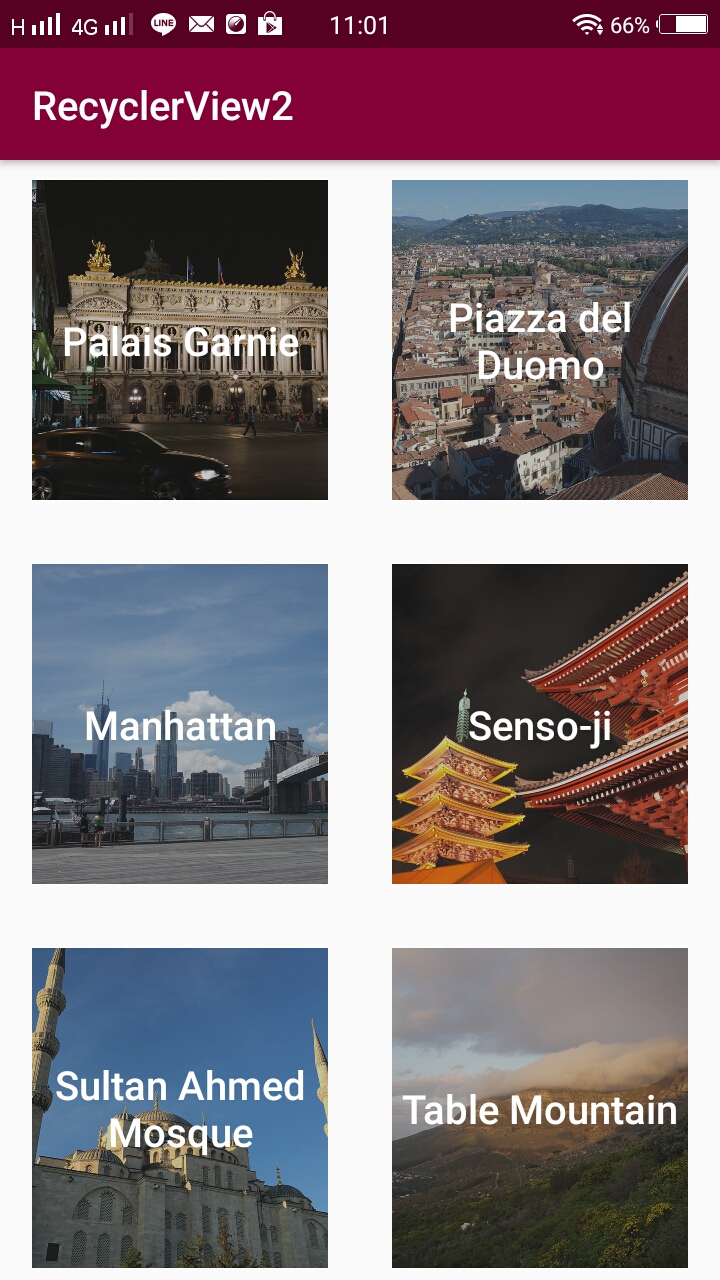 H 4G LINE 11:01 66%
RecyclerView2
Palais Garnie
Piazza del
Duomo
Manhattan
Senso-ji
Sultan Ahmed
Mosque
Table Mountain